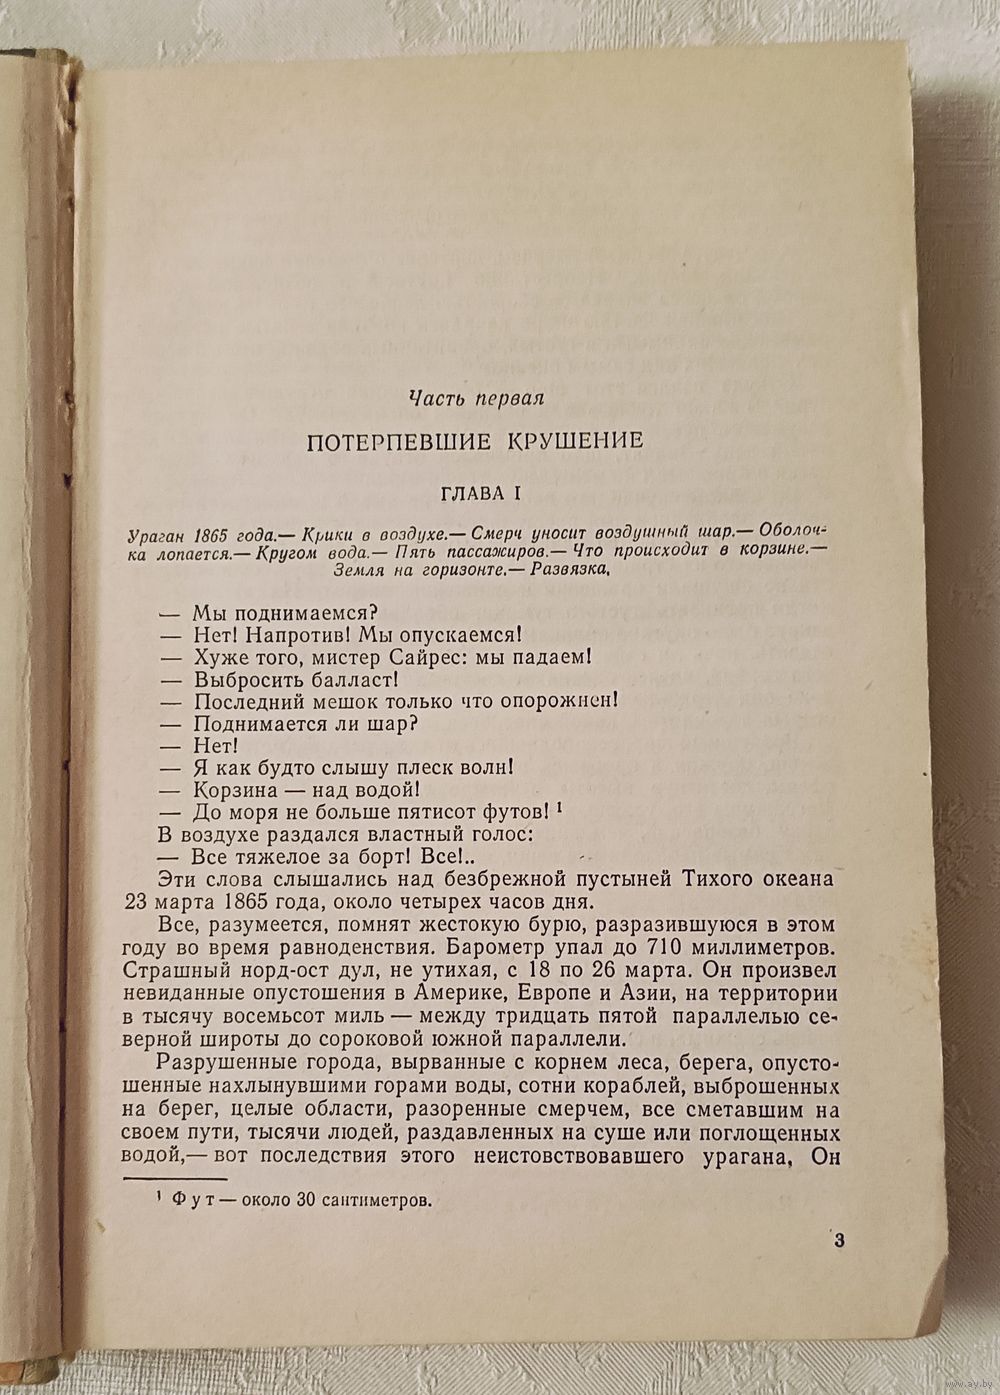 Часть первая
ПОТЕРПЕВШИЕ КРУШЕНИЕ
ГЛАВА I
Ураган 1865 года.— Крики в воздухе.— Смерч уносит воздушный шар.— Оболоч-
ка лопается.— Кругом вода.— Пять пассажиров.— Что происходит в корзине.—
Земля на горизонте.— Развязка.
— Мы поднимаемся?
— Нет! Напротив! Мы опускаемся!
— Хуже того, мистер Сайрес: мы падаем!
— Выбросить балласт!
— Последний мешок только что опорожнен!
— Поднимается ли шар?
— Нет!
— Я как будто слышу плеск волн!
— Корзина — над водой!
— До моря не больше пятисот футов! ¹
В воздухе раздался властный голос:
— Все тяжелое за борт! Все!..
Эти слова слышались над безбрежной пустыней Тихого океана
23 марта 1865 года, около четырех часов дня.
Все, разумеется, помнят жестокую бурю, разразившуюся в этом
году во время равноденствия. Барометр упал до 710 миллиметров.
Страшный норд-ост дул, не утихая, с 18 по 26 марта. Он произвел
невиданные опустошения в Америке, Европе и Азии, на территории
в тысячу восемьсот миль — между тридцать пятой параллелью се-
верной широты до сороковой южной параллели.
Разрушенные города, вырванные с корнем леса, берега, опусто-
шенные нахлынувшими горами воды, сотни кораблей, выброшенных
на берег, целые области, разоренные смерчем, все сметавшим на
своем пути, тысячи людей, раздавленных на суше или поглощенных
водой,— вот последствия этого неистовствовавшего урагана. Он
¹ Фут — около 30 сантиметров.
3
www.ay.by